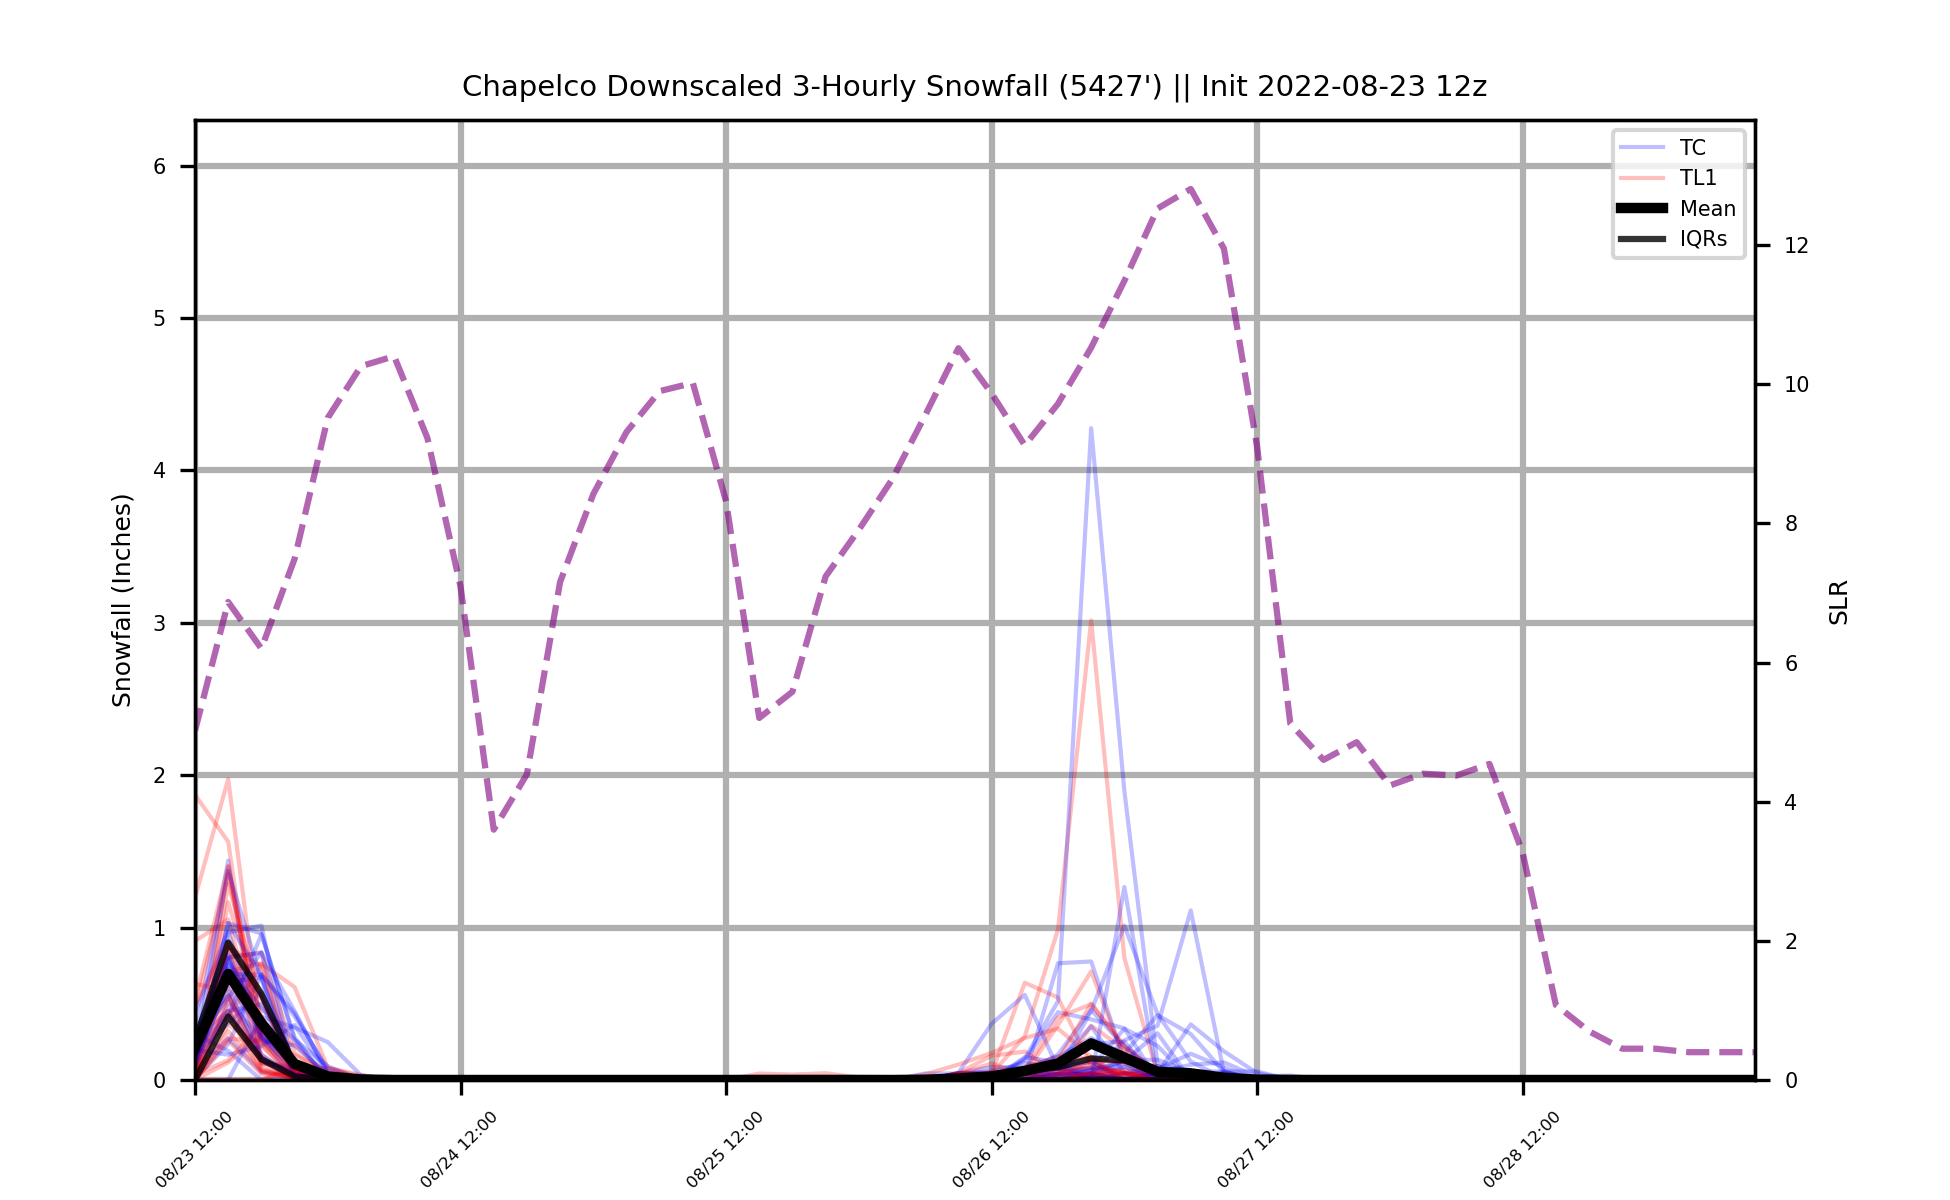 Chapelco Downscaled 3-Hourly Snowfall (5427') || Init 2022-08-23 12z
TC
TL1
Mean
IQRs
6
5
4
3
2
1
0
Snowfall (Inches)
12
10
8
6
4
2
0
SLR
08/23 12:00
08/24 12:00
08/25 12:00
08/26 12:00
08/27 12:00
08/28 12:00